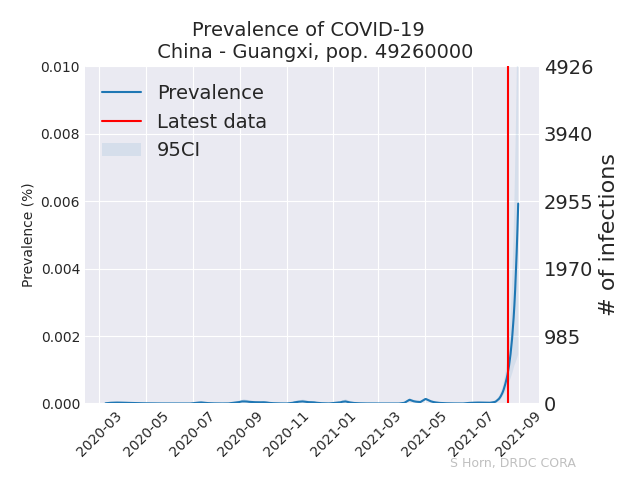 Prevalence of COVID-19
China - Guangxi, pop. 49260000
Prevalence
Latest data
95CI
Prevalence (%)
0.010
0.008
0.006
0.004
0.002
0.000
4926
3940
2955
1970
985
0
# of infections
2020-03
2020-05
2020-07
2020-09
2020-11
2021-01
2021-03
2021-05
2021-07
2021-09
S Horn, DRDC CORA